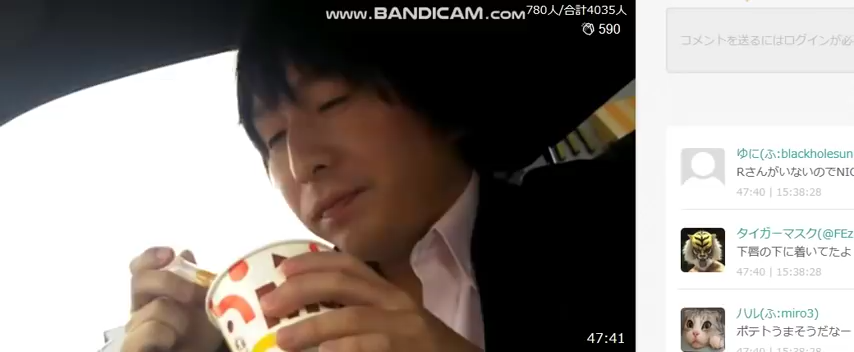 www.BANDICAM.com
780人/合計4035人
590
コメントを送るにはログインが必
ゆに(ふ:blackholesun
RさんがいないのでNIC
47:40 | 15:38:28
タイガーマスク(@FEz
下唇の下に着いてたよ
47:40 | 15:38:28
ハル(ふ:miro3)
ポテトうまそうだなー
47:40 | 15:38:28
47:41